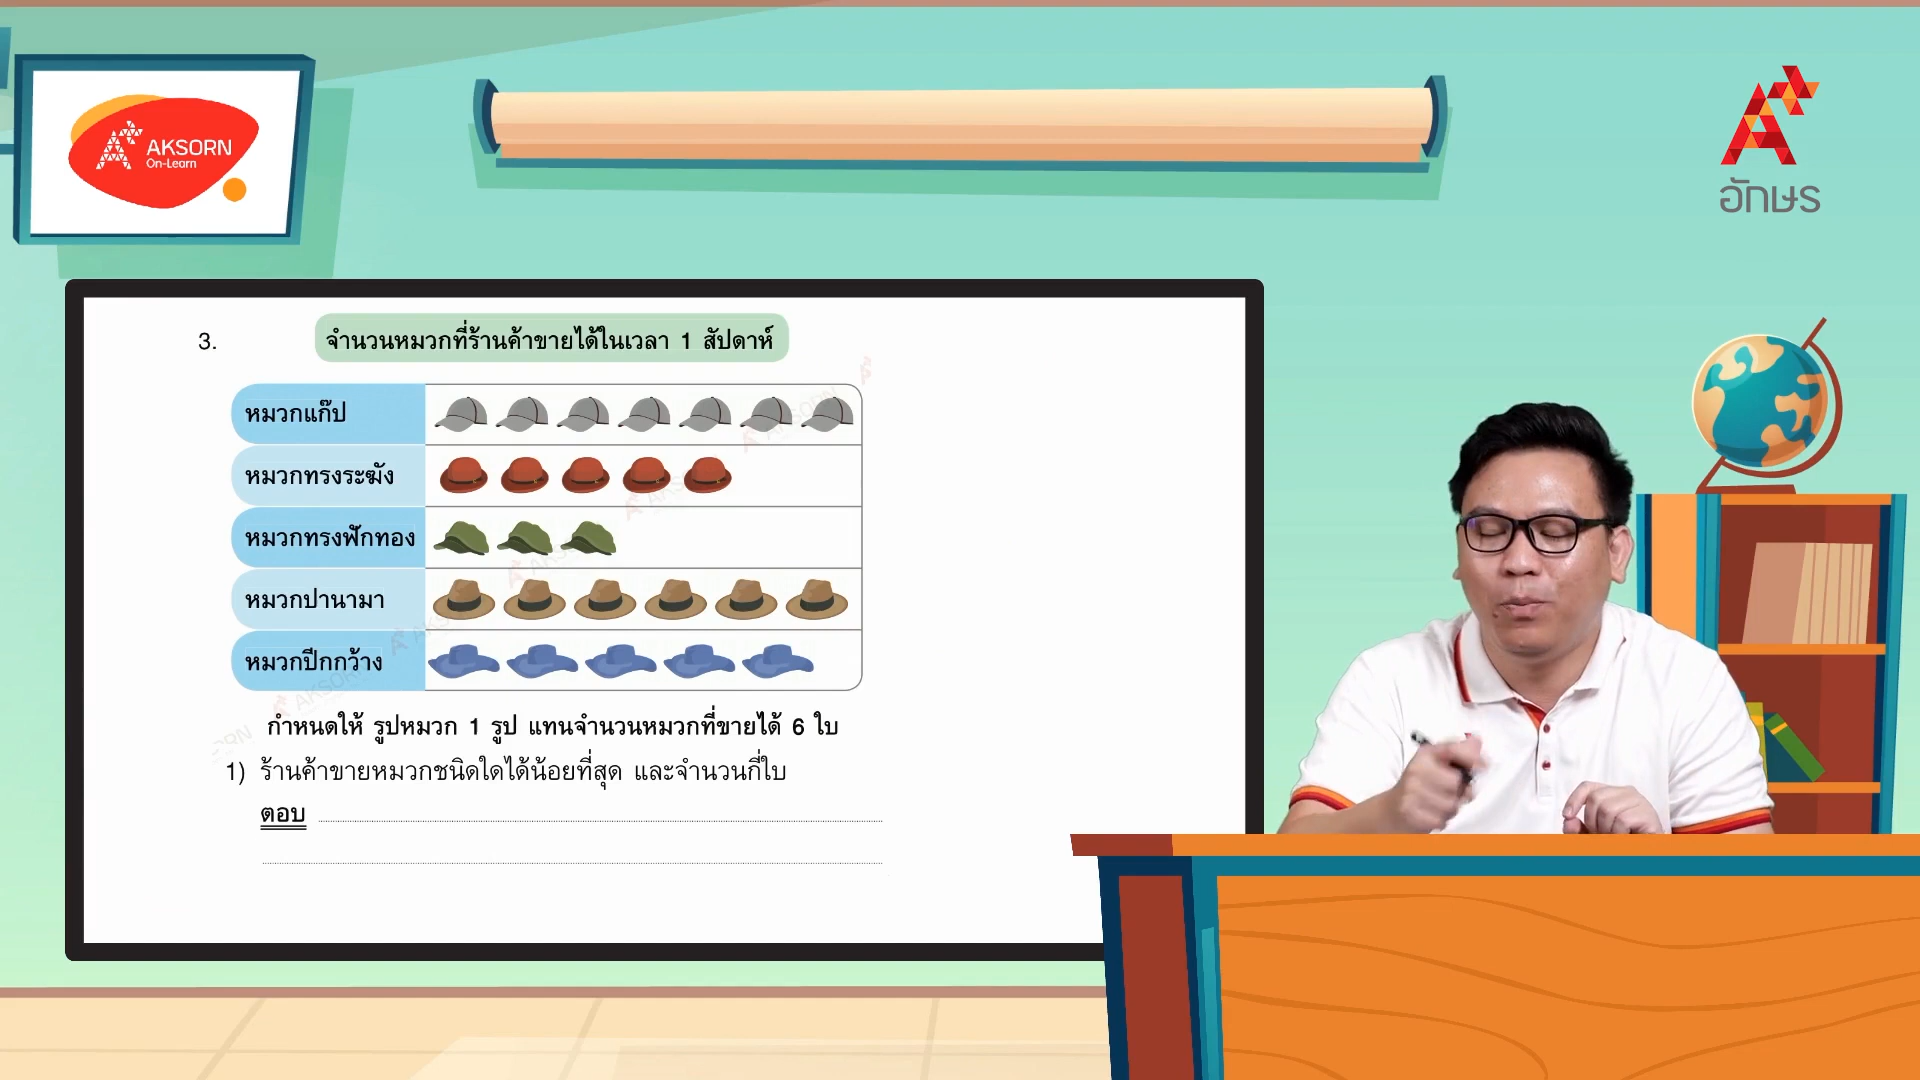 AKSORN
On-Learn
อักษร
3. จำนวนหมวกที่ร้านค้าขายได้ในเวลา 1 สัปดาห์
หมวกแก๊ป
หมวกทรงระฆัง
หมวกทรงฟักทอง
หมวกปานามา
หมวกปีกกว้าง
กำหนดให้ รูปหมวก 1 รูป แทนจำนวนหมวกที่ขายได้ 6 ใบ
1) ร้านค้าขายหมวกชนิดใดได้น้อยที่สุด และจำนวนกี่ใบ
ตอบ